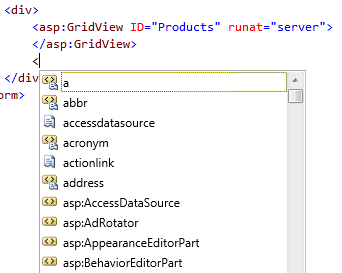 <div>
<asp:GridView ID="Products" runat="server">
</asp:GridView>
<
a
</div
abbr
orm>
accessdatasource
acronym
actionlink
address
asp:AccessDataSource
asp:AdRotator
asp:AppearanceEditorPart
asp:BehaviorEditorPart